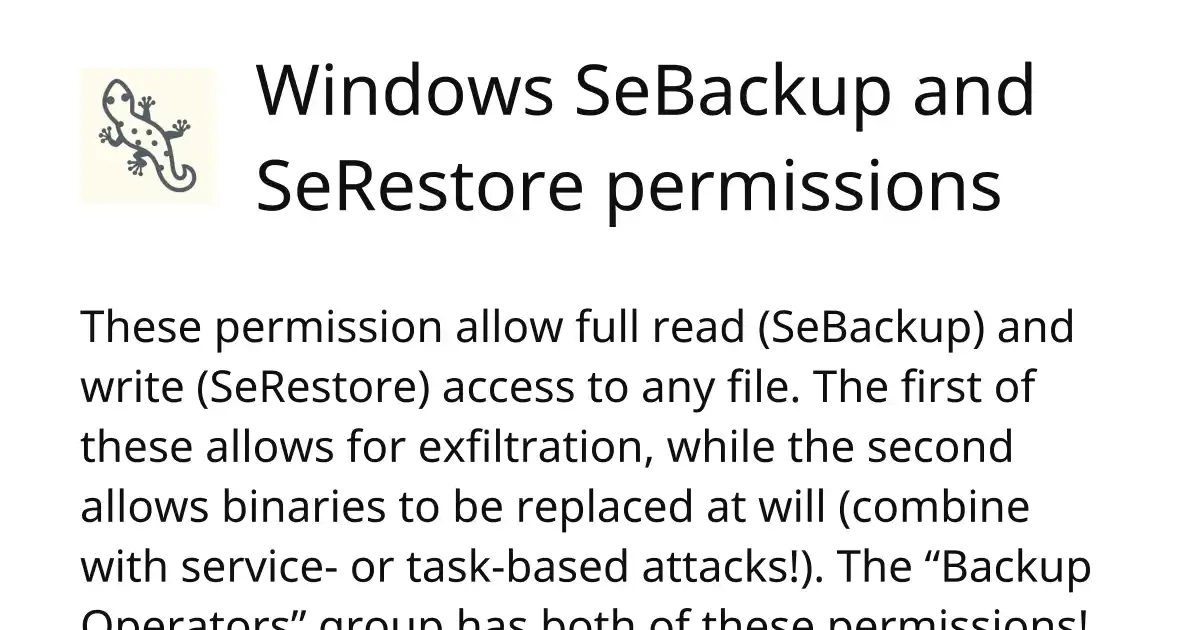 Windows SeBackup and
SeRestore permissions
These permission allow full read (SeBackup) and
write (SeRestore) access to any file. The first of
these allows for exfiltration, while the second
allows binaries to be replaced at will (combine
with service- or task-based attacks!). The “Backup
Operators” group has both of these permissions!